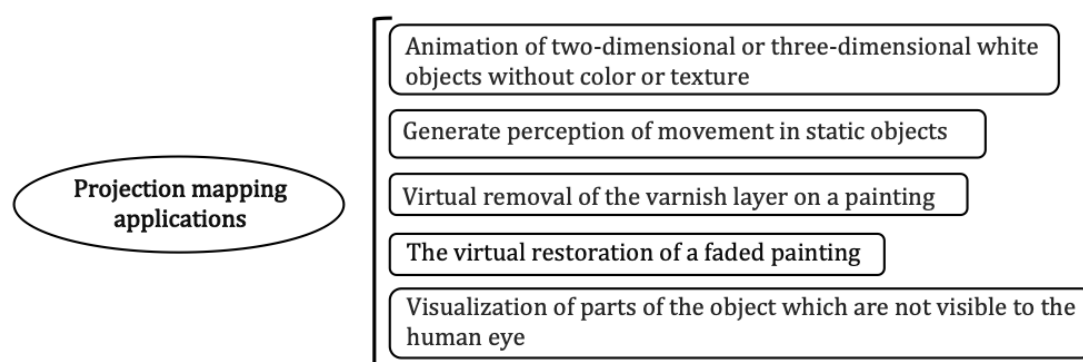 Projection mapping
applications
Animation of two-dimensional or three-dimensional white
objects without color or texture
Generate perception of movement in static objects
Virtual removal of the varnish layer on a painting
The virtual restoration of a faded painting
Visualization of parts of the object which are not visible to the
human eye